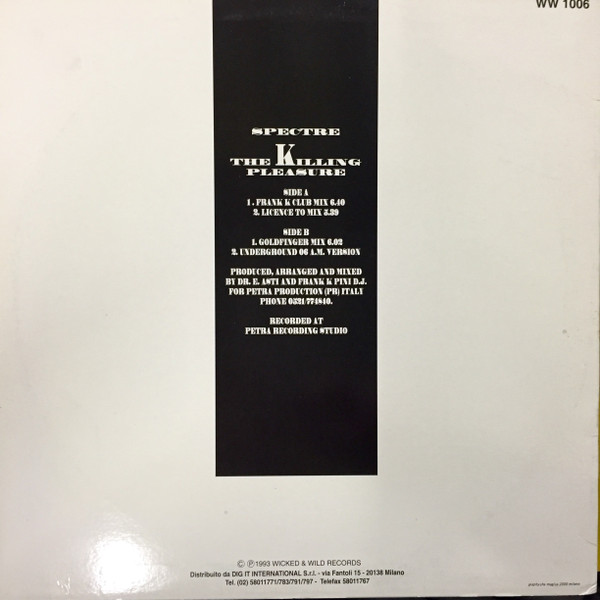 WW 1006
SPECTRE
THE KILLING
PLEASURE
SIDE A
1. FRANK K CLUB MIX 6.40
2. LICENCE TO MIX 5.39
SIDE B
1. GOLDFINGER MIX 6.02
2. UNDERGROUND 06 A.M. VERSION
PRODUCED, ARRANGED AND MIXED
BY DR. E. ASTI AND FRANK K PINI D.J.
FOR PETRA PRODUCTION (PR) ITALY
PHONE 0521/774840.
RECORDED AT
PETRA RECORDING STUDIO
© ℗ 1993 WICKED & WILD RECORDS
Distribuito da DIG IT INTERNATIONAL S.r.l. - via Fantoli 15 - 20138 Milano
Tel. (02) 58011771/783/791/797 - Telefax 58011767